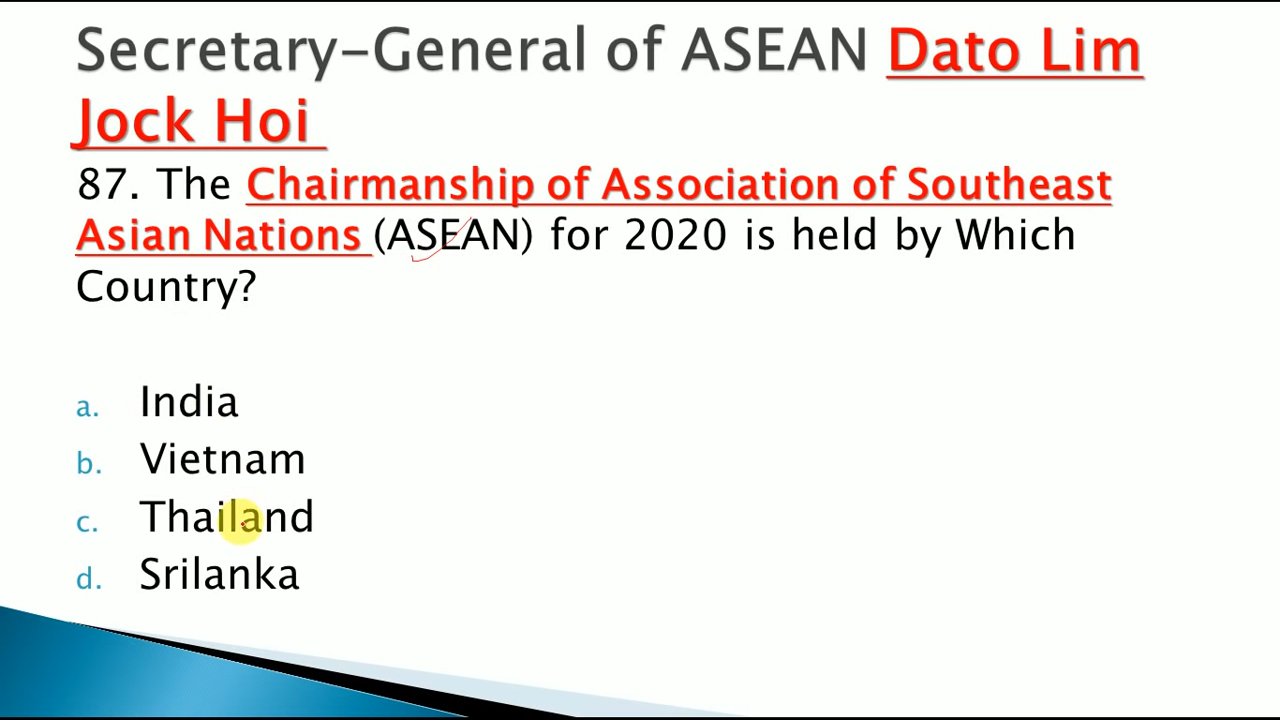 Secretary-General of ASEAN Dato Lim
Jock Hoi
87. The Chairmanship of Association of Southeast
Asian Nations (ASEAN) for 2020 is held by Which
Country?
a. India
b. Vietnam
c. Thailand
d. Srilanka